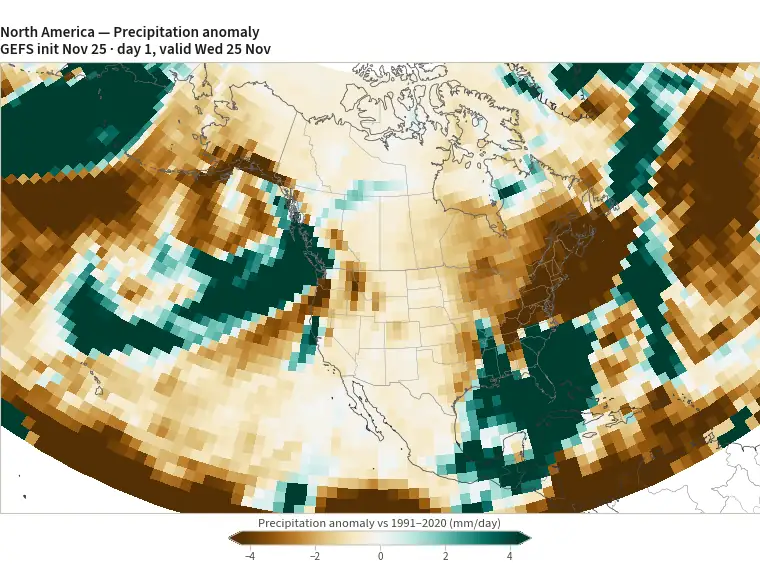 North America — Precipitation anomaly
GEFS init Nov 25 · day 1, valid Wed 25 Nov
Precipitation anomaly vs 1991–2020 (mm/day)
−4 −2 0 2 4